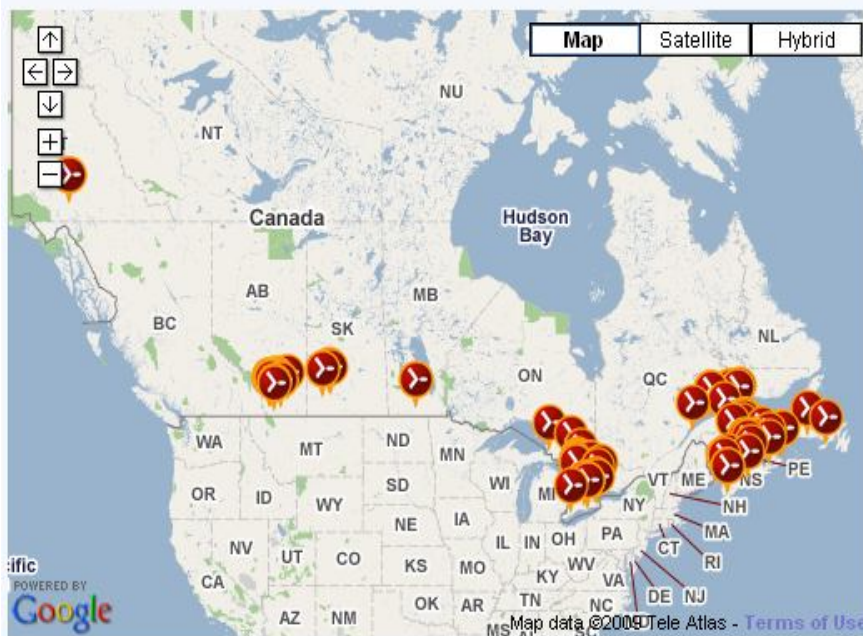 Map Satellite Hybrid
NU
NT
Canada
Hudson
Bay
AB
MB
SK
BC
NL
ON
QC
WA
MT
ND
MN
OR
ID
SD
WI
MI
VT
ME
NS
PE
WY
NY
NH
NE
IA
PA
MA
NV
UT
CO
IL
IN
OH
CT
RI
CA
KS
MO
KY
WV
VA
DE
NJ
OK
AR
TN
NC
AZ
NM
MS
SC
POWERED BY
Google
Map data ©2009 Tele Atlas - Terms of Use